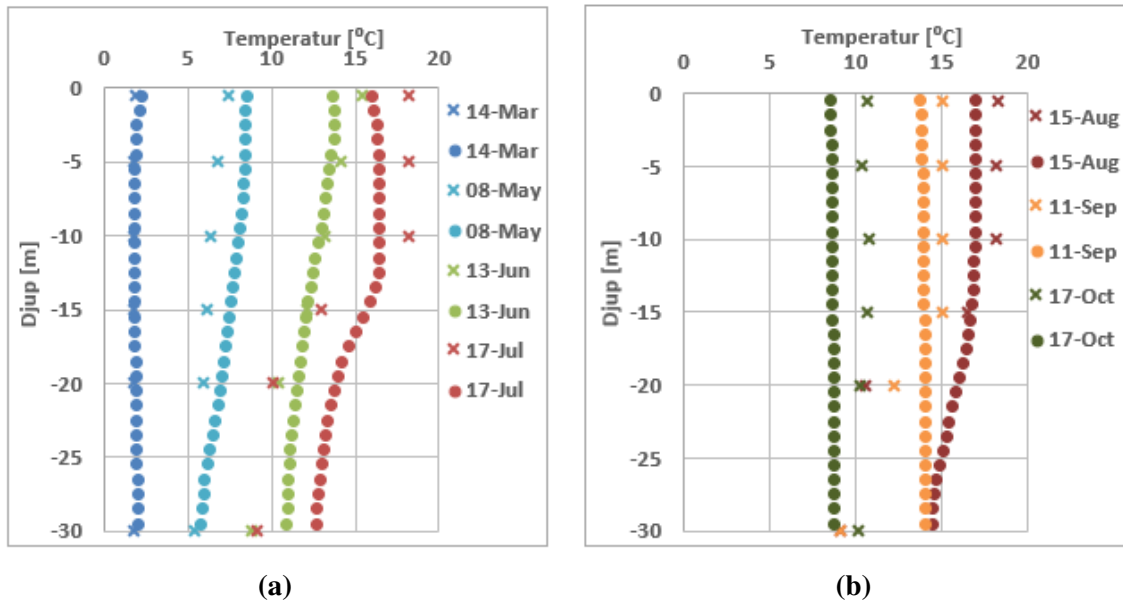 Temperatur [⁰C]
0 5 10 15 20
0
-5
-10
-15
-20
-25
-30
Djup [m]
14-Mar
14-Mar
08-May
08-May
13-Jun
13-Jun
17-Jul
17-Jul
(a)
Temperatur [⁰C]
0 5 10 15 20
0
-5
-10
-15
-20
-25
-30
Djup [m]
15-Aug
15-Aug
11-Sep
11-Sep
17-Oct
17-Oct
(b)